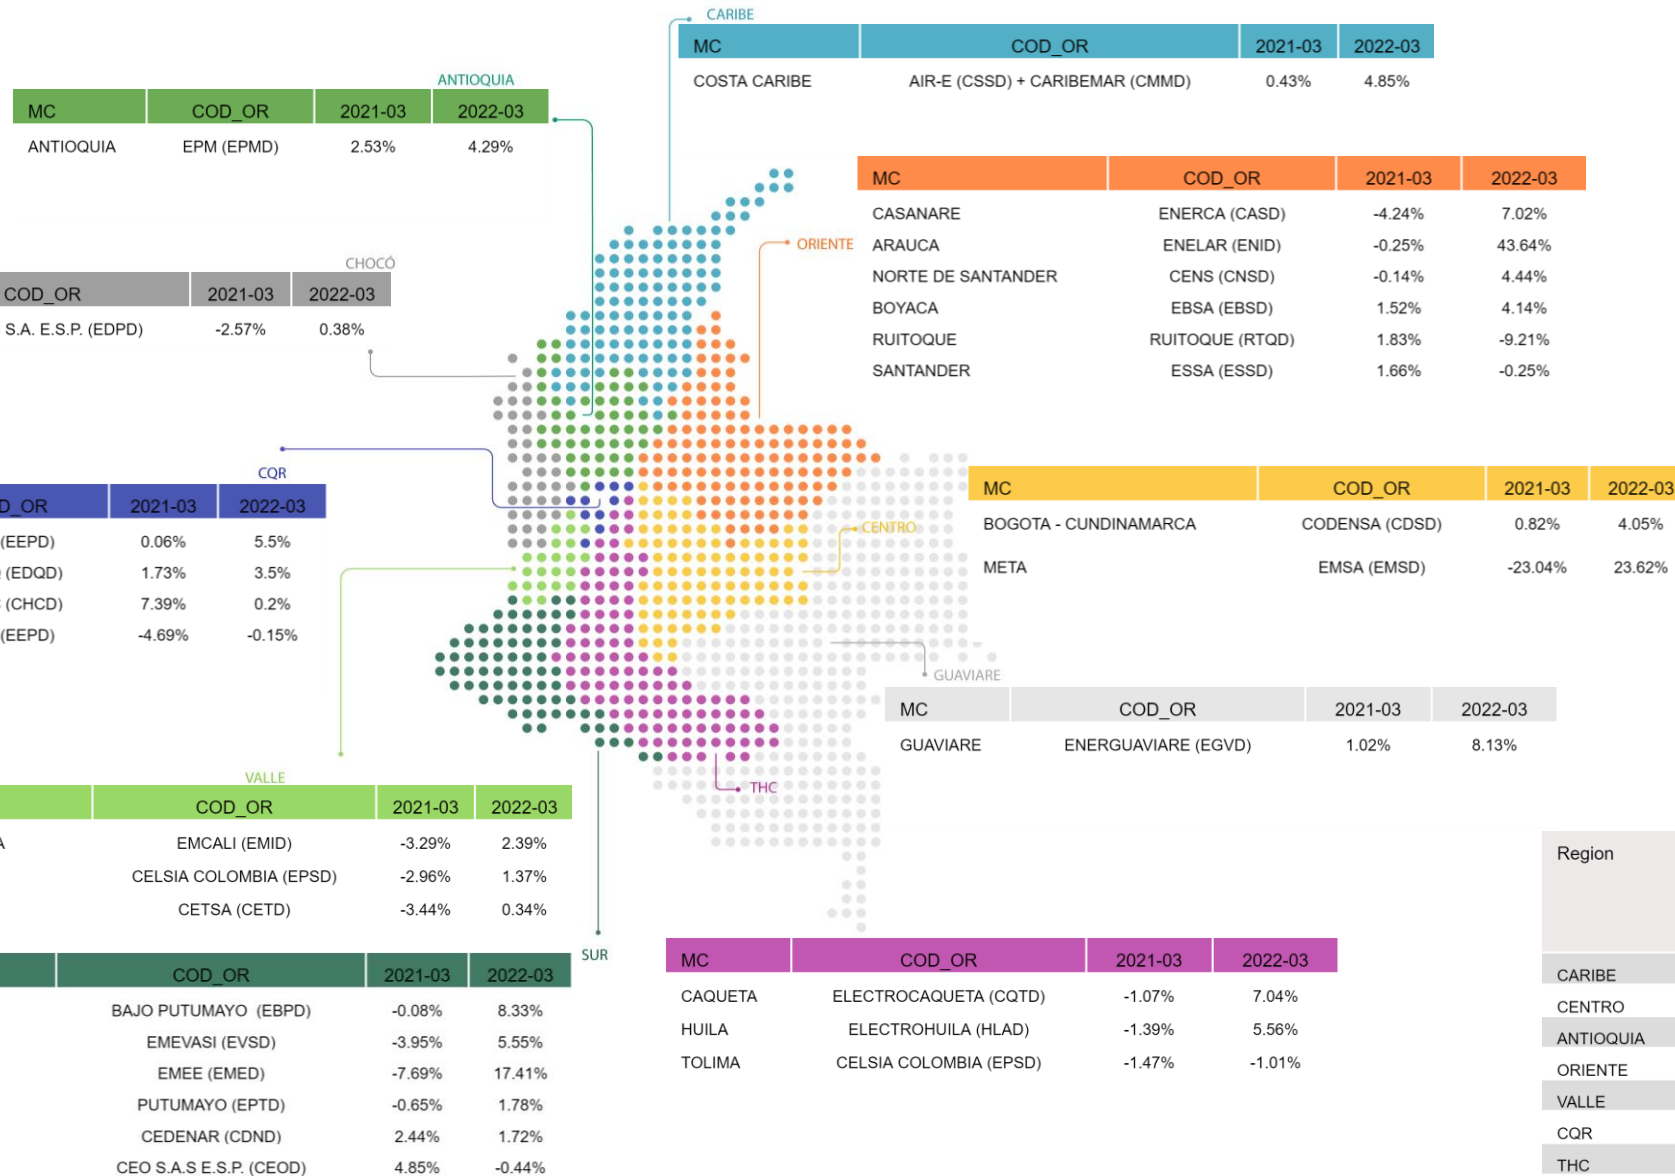 CARIBE
MC COD_OR 2021-03 2022-03
COSTA CARIBE AIR-E (CSSD) + CARIBEMAR (CMMD) 0.43% 4.85%
ANTIOQUIA
MC COD_OR 2021-03 2022-03
ANTIOQUIA EPM (EPMD) 2.53% 4.29%
ORIENTE
MC COD_OR 2021-03 2022-03
CASANARE ENERCA (CASD) -4.24% 7.02%
ARAUCA ENELAR (ENID) -0.25% 43.64%
NORTE DE SANTANDER CENS (CNSD) -0.14% 4.44%
BOYACA EBSA (EBSD) 1.52% 4.14%
RUITOQUE RUITOQUE (RTQD) 1.83% -9.21%
SANTANDER ESSA (ESSD) 1.66% -0.25%
CHOCÓ
COD_OR 2021-03 2022-03
S.A. E.S.P. (EDPD) -2.57% 0.38%
CQR
D_OR 2021-03 2022-03
(EEPD) 0.06% 5.5%
(EDQD) 1.73% 3.5%
(CHCD) 7.39% 0.2%
(EEPD) -4.69% -0.15%
CENTRO
MC COD_OR 2021-03 2022-03
BOGOTA - CUNDINAMARCA CODENSA (CDSD) 0.82% 4.05%
META EMSA (EMSD) -23.04% 23.62%
GUAVIARE
MC COD_OR 2021-03 2022-03
GUAVIARE ENERGUAVIARE (EGVD) 1.02% 8.13%
VALLE
COD_OR 2021-03 2022-03
A EMCALI (EMID) -3.29% 2.39%
CELSIA COLOMBIA (EPSD) -2.96% 1.37%
CETSA (CETD) -3.44% 0.34%
SUR
COD_OR 2021-03 2022-03
BAJO PUTUMAYO (EBPD) -0.08% 8.33%
EMEVASI (EVSD) -3.95% 5.55%
EMEE (EMED) -7.69% 17.41%
PUTUMAYO (EPTD) -0.65% 1.78%
CEDENAR (CDND) 2.44% 1.72%
CEO S.A.S E.S.P. (CEOD) 4.85% -0.44%
THC
MC COD_OR 2021-03 2022-03
CAQUETA ELECTROCAQUETA (CQTD) -1.07% 7.04%
HUILA ELECTROHUILA (HLAD) -1.39% 5.56%
TOLIMA CELSIA COLOMBIA (EPSD) -1.47% -1.01%
Region
CARIBE
CENTRO
ANTIOQUIA
ORIENTE
VALLE
CQR
THC